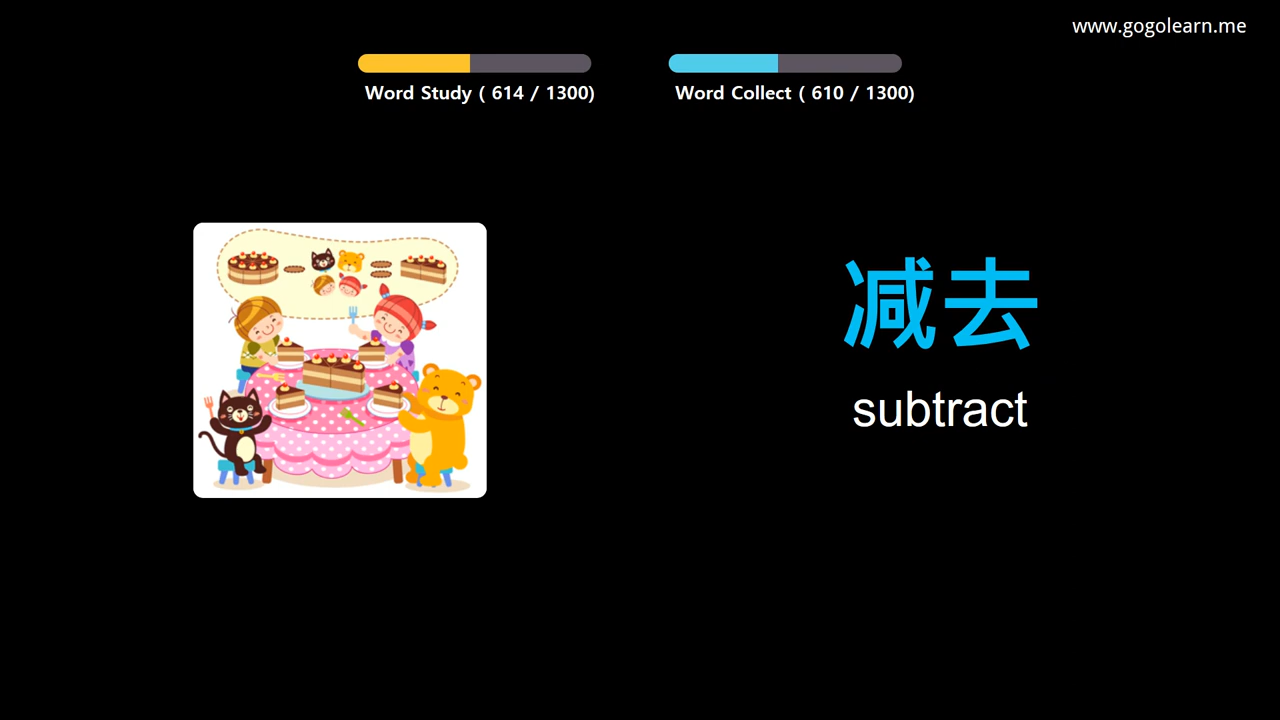 www.gogolearn.me
Word Study ( 614 / 1300)
Word Collect ( 610 / 1300)
减去
subtract